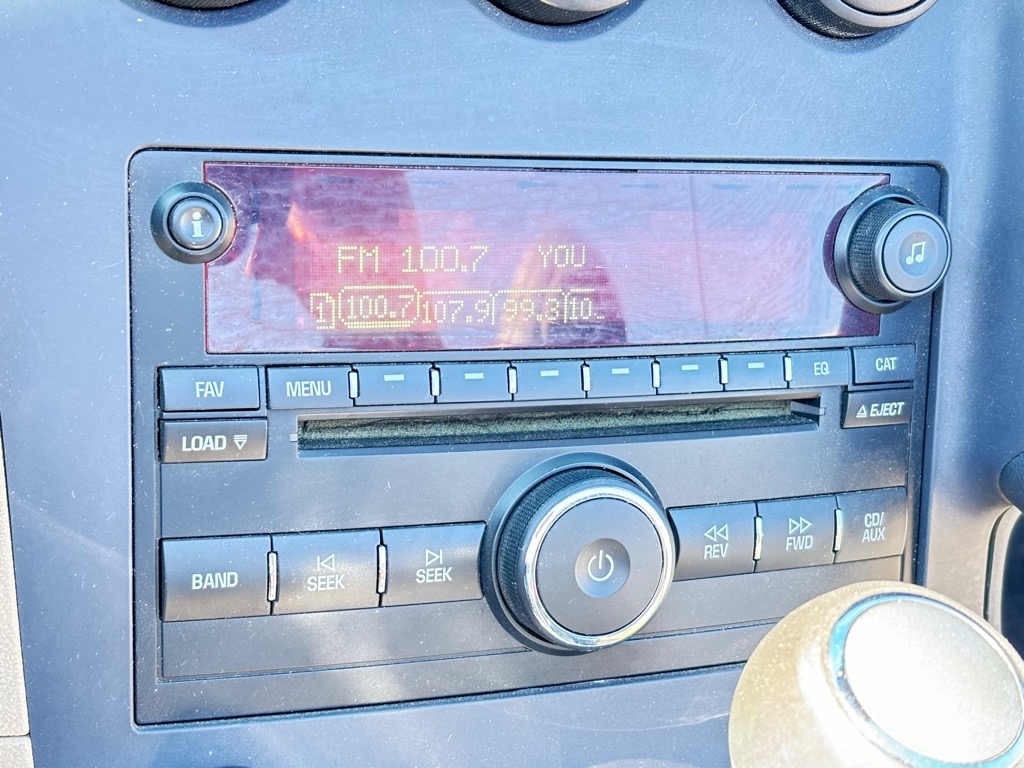 i
FM 100.7 YOU
1 100.7 107.9 99.3 10
FAV MENU EQ CAT
LOAD EJECT
BAND SEEK SEEK REV FWD CD/
AUX